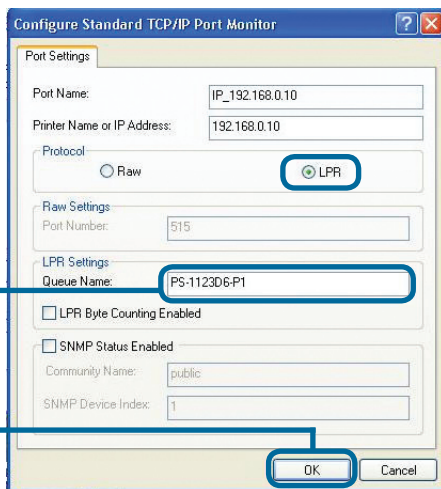 Configure Standard TCP/IP Port Monitor
Port Settings
Port Name: IP_192.168.0.10
Printer Name or IP Address: 192.168.0.10
Protocol
Raw LPR
Raw Settings
Port Number: 515
LPR Settings
Queue Name: PS-1123D6-P1
LPR Byte Counting Enabled
SNMP Status Enabled
Community Name: public
SNMP Device Index: 1
OK Cancel